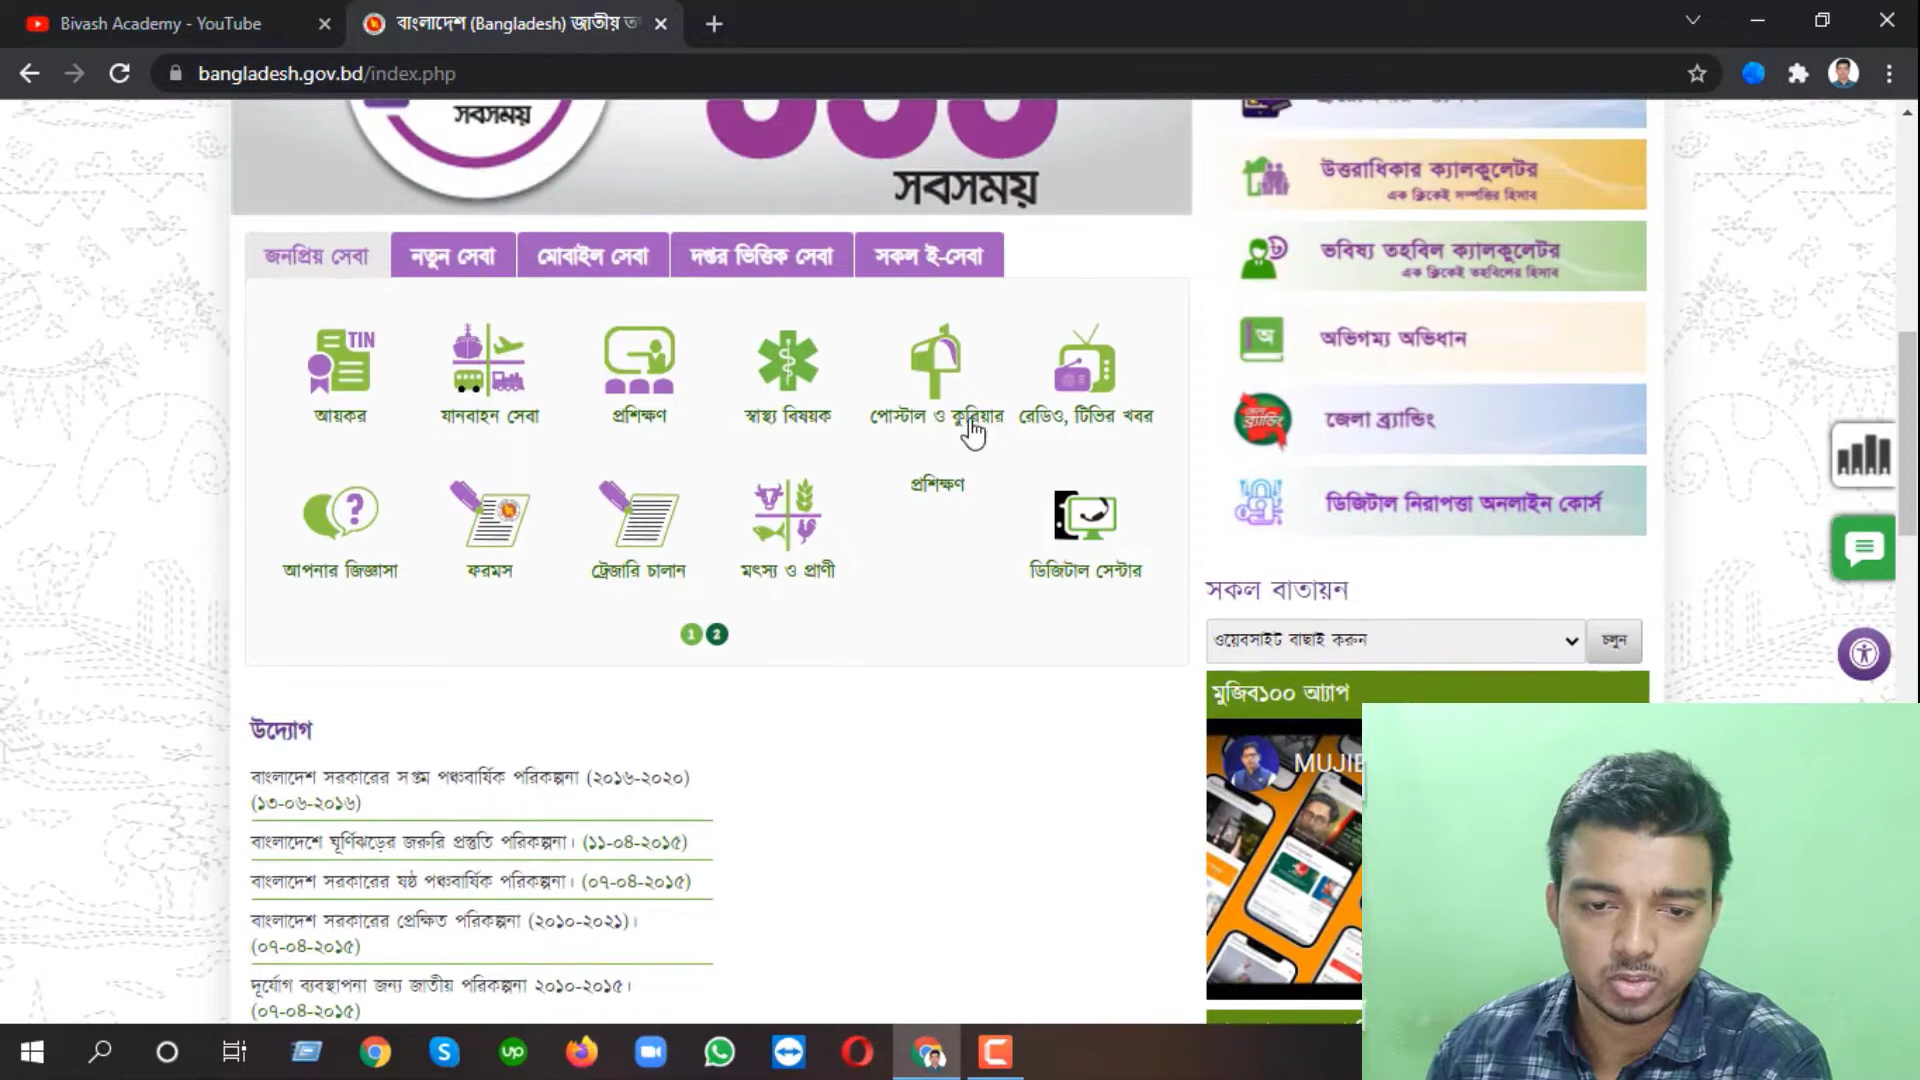 Bivash Academy - YouTube
বাংলাদেশ (Bangladesh) জাতীয় ত
bangladesh.gov.bd/index.php
সবসময়
৩৩৩
সবসময়
উত্তরাধিকার ক্যালকুলেটর
এক ক্লিকেই সম্পত্তির হিসাব
জনপ্রিয় সেবা
নতুন সেবা
মোবাইল সেবা
দপ্তর ভিত্তিক সেবা
সকল ই-সেবা
ভবিষ্য তহবিল ক্যালকুলেটর
এক ক্লিকেই তহবিলের হিসাব
TIN
অ
অভিগম্য অভিধান
আয়কর
যানবাহন সেবা
প্রশিক্ষণ
স্বাস্থ্য বিষয়ক
পোস্টাল ও কুরিয়ার
রেডিও, টিভির খবর
জেলা ব্র্যান্ডিং
জেলা ব্র্যান্ডিং
প্রশিক্ষণ
ডিজিটাল নিরাপত্তা অনলাইন কোর্স
আপনার জিজ্ঞাসা
ফরমস
ট্রেজারি চালান
মৎস্য ও প্রাণী
ডিজিটাল সেন্টার
সকল বাতায়ন
ওয়েবসাইট বাছাই করুন
চলুন
1 2
মুজিব১০০ আ্যাপ
উদ্যোগ
MUJIB
বাংলাদেশ সরকারের সপ্তম পঞ্চবার্ষিক পরিকল্পনা (২০১৬-২০২০)
(১৩-০৬-২০১৬)
বাংলাদেশে ঘূর্ণিঝড়ের জরুরি প্রস্তুতি পরিকল্পনা। (১১-০৪-২০১৫)
বাংলাদেশ সরকারের ষষ্ঠ পঞ্চবার্ষিক পরিকল্পনা। (০৭-০৪-২০১৫)
বাংলাদেশ সরকারের প্রেক্ষিত পরিকল্পনা (২০১০-২০২১)।
(০৭-০৪-২০১৫)
দূর্যোগ ব্যবস্থাপনা জন্য জাতীয় পরিকল্পনা ২০১০-২০১৫।
(০৭-০৪-২০১৫)
up